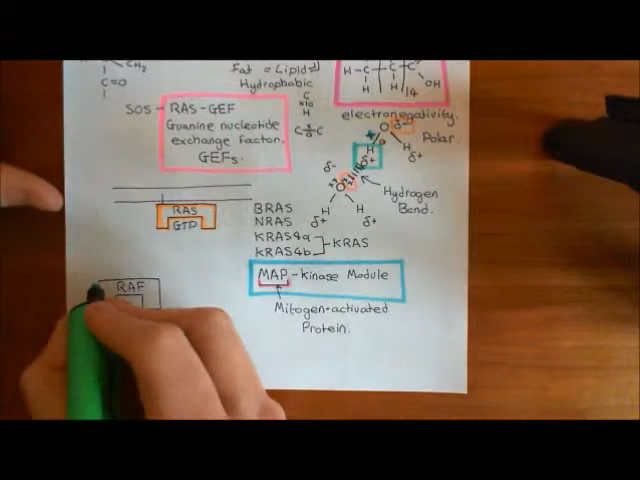 CH₂
C=O
Fat = Lipid
Hydrophobic
C
H
C C
H-C C C
H H OH
14
SOS - RAS-GEF
Guanine nucleotide
exchange factor.
GEFs.
electronegativity.
O δ-
Polar.
H H
δ+ δ+
δ-
O
H H
δ+ δ+
Hydrogen
Bond.
RAS
GTP
BRAS
NRAS
KRAS4a
KRAS4b
KRAS
MAP-kinase Module
Mitogen-activated
Protein.
RAF